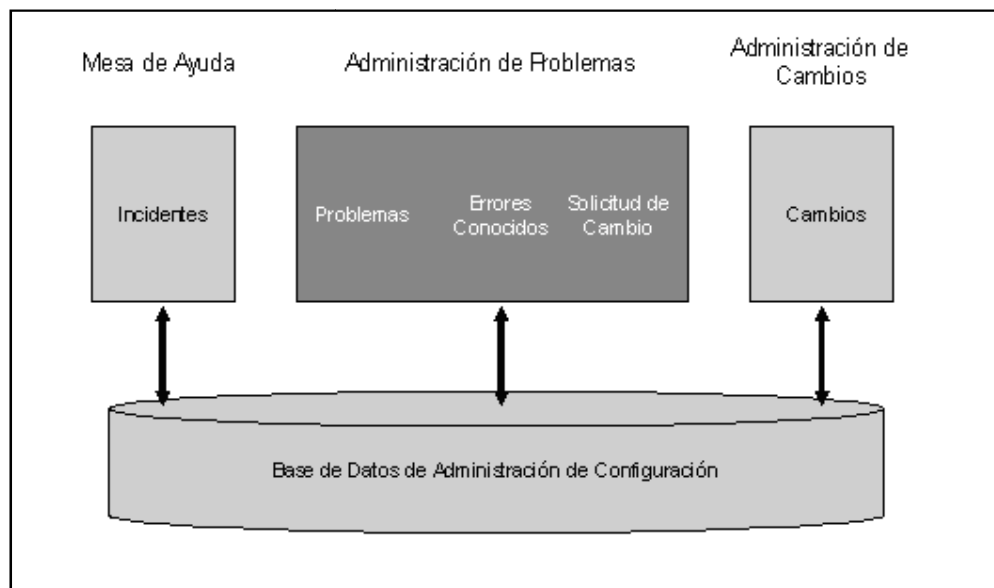 Mesa de Ayuda
Administración de Problemas
Administración de
Cambios
Incidentes
Problemas
Errores
Conocidos
Solicitud de
Cambio
Cambios
Base de Datos de Administración de Configuración